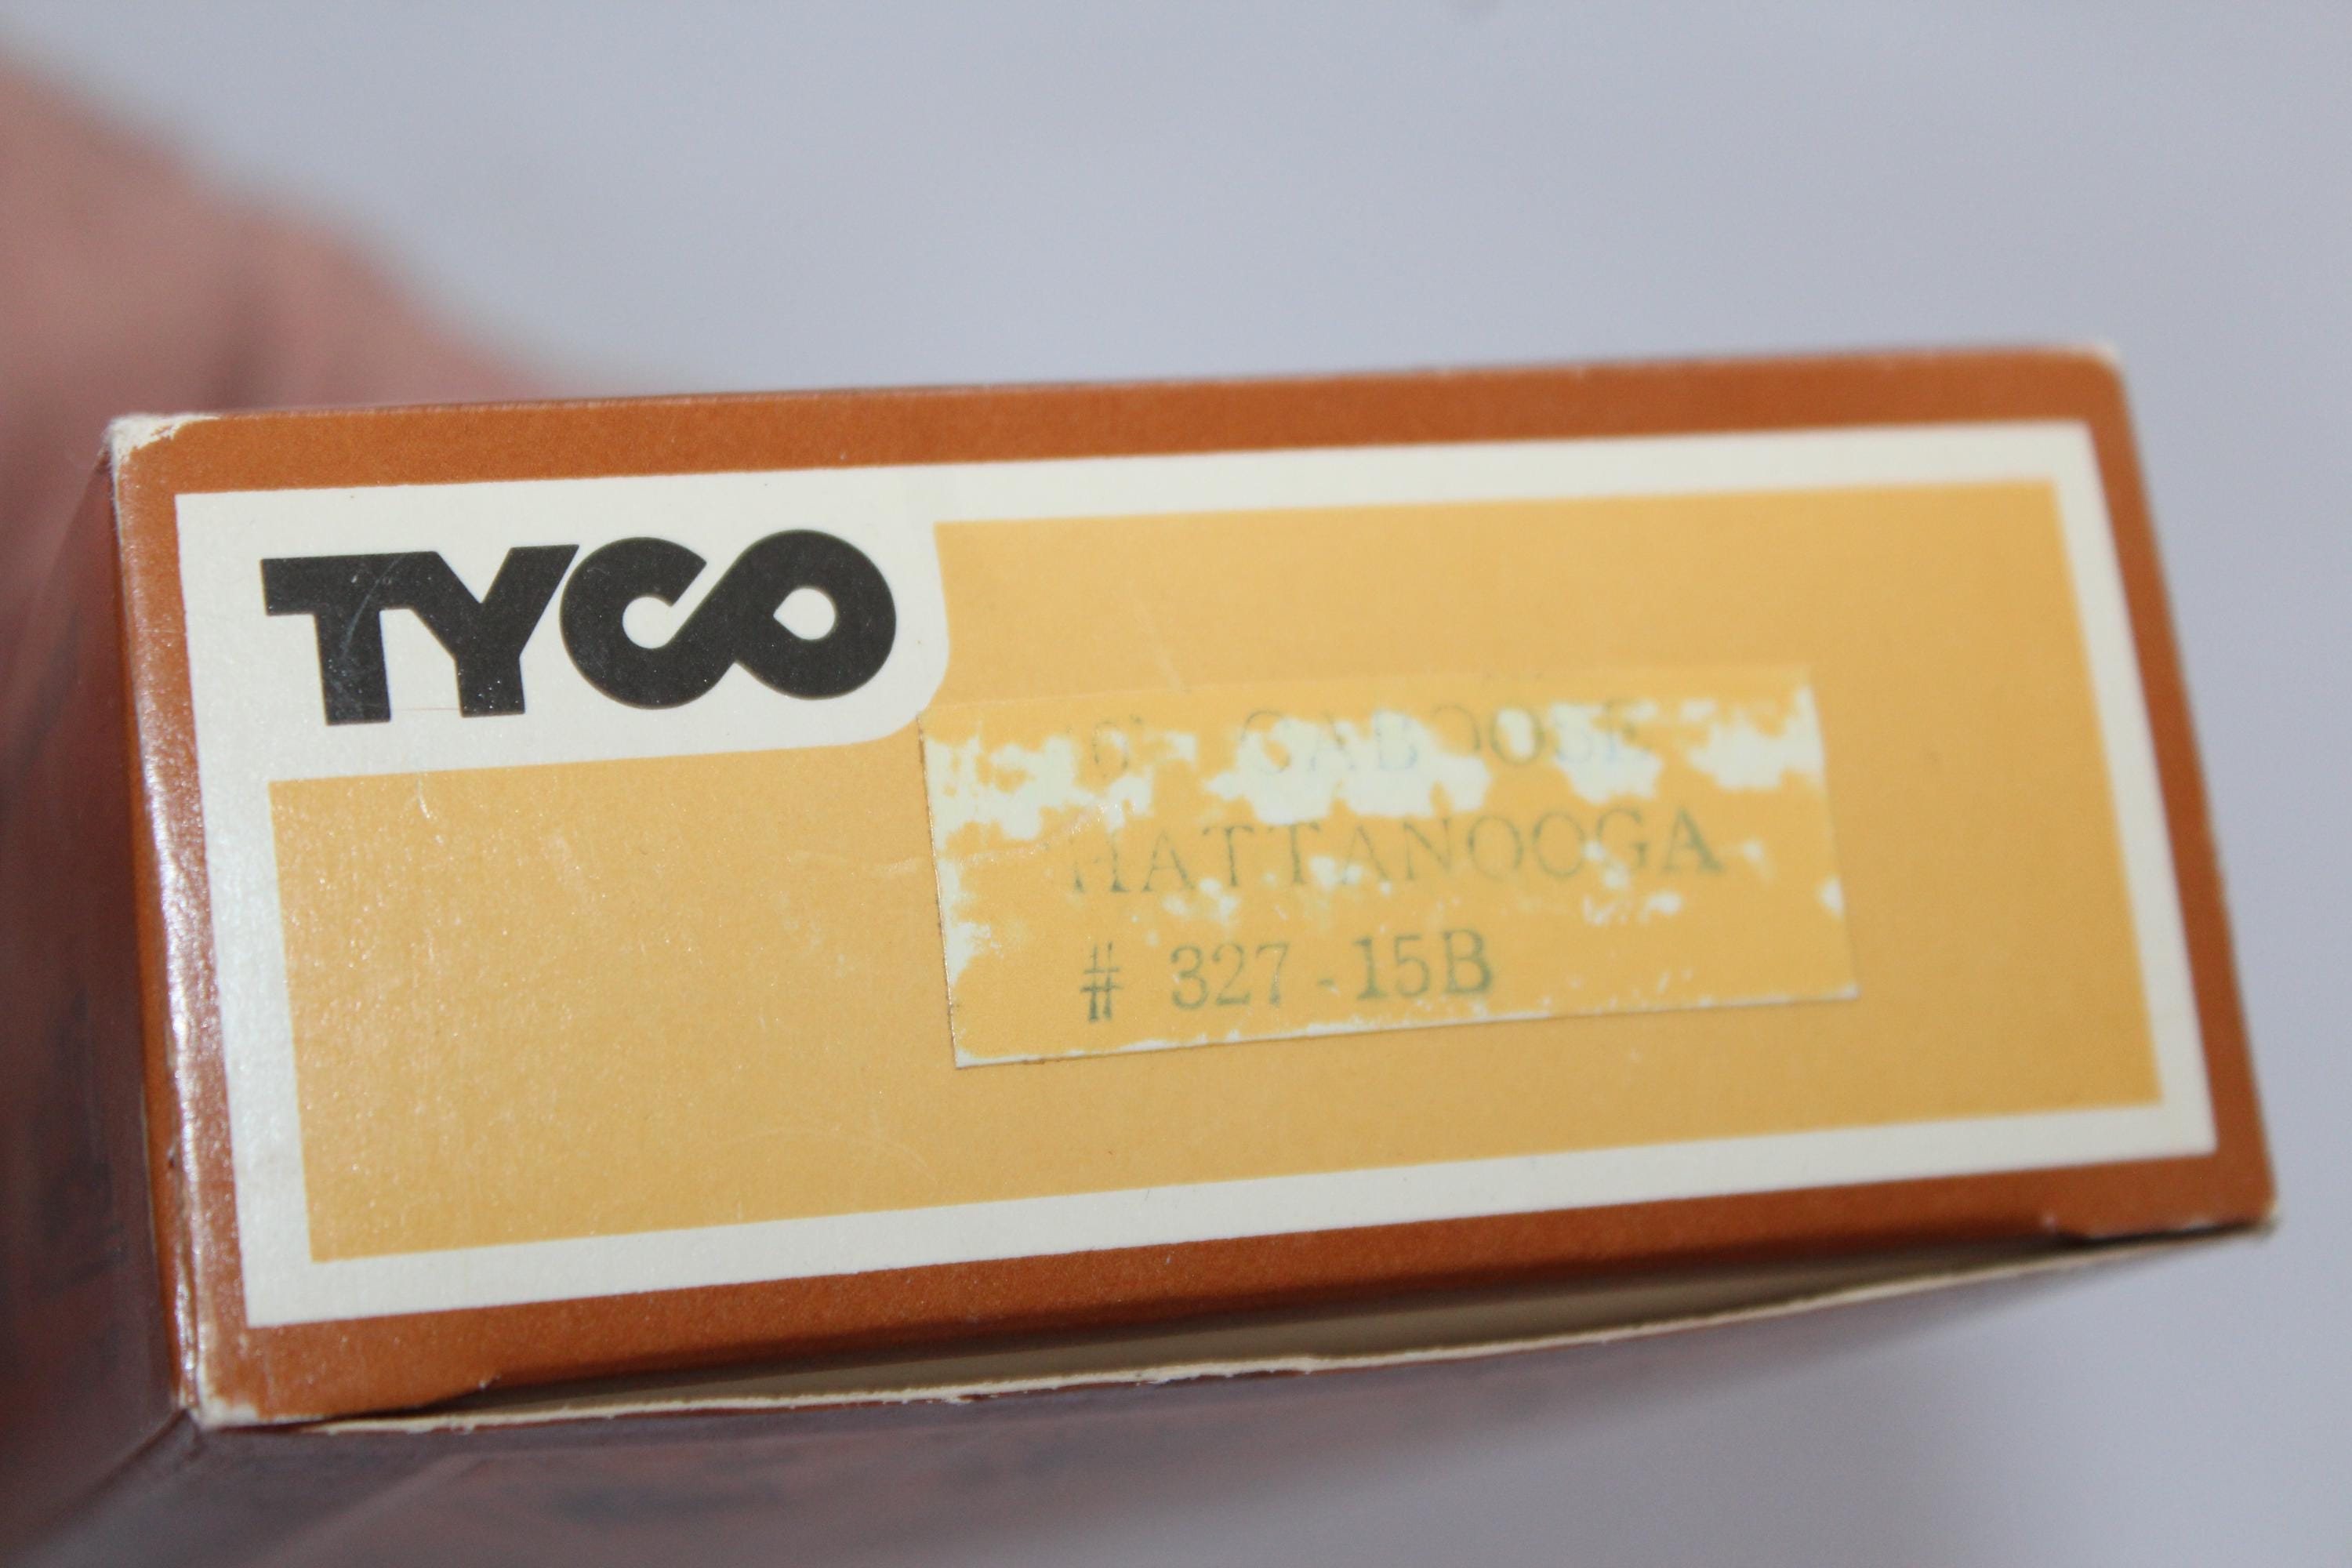 TYCO
CABOOSE
HATTANOOGA
# 327-15B